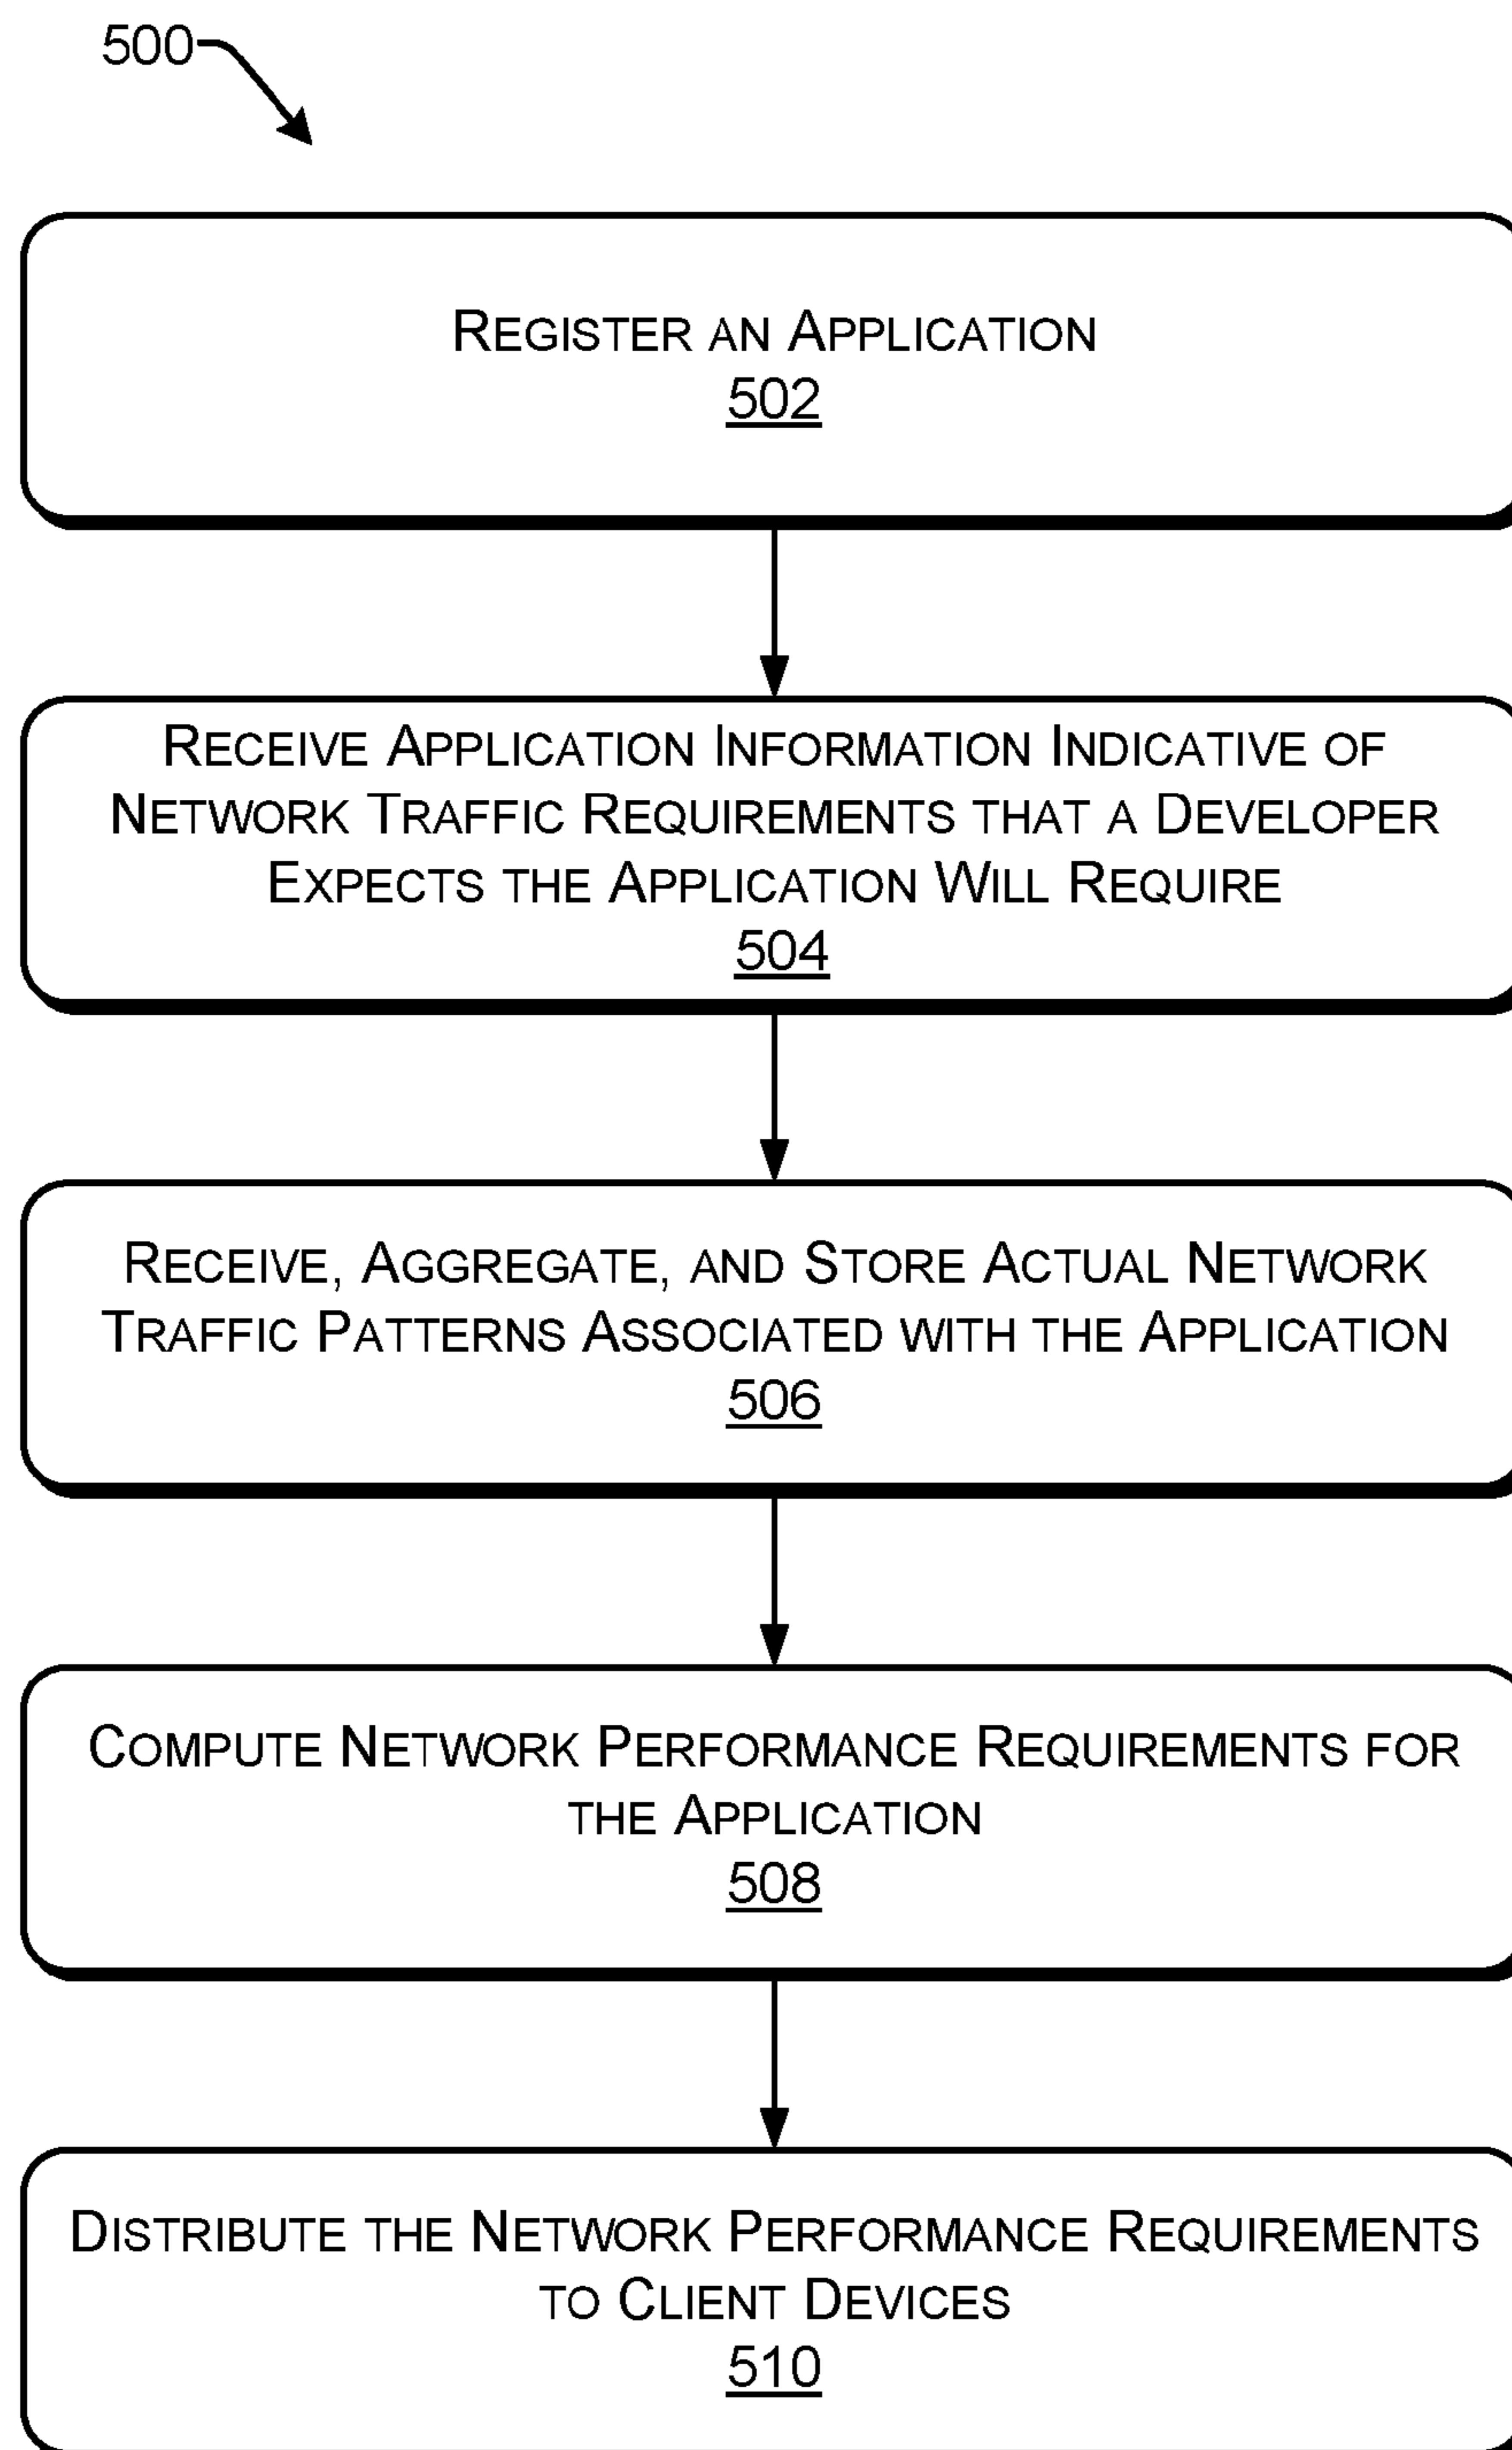 500
REGISTER AN APPLICATION
502
RECEIVE APPLICATION INFORMATION INDICATIVE OF
NETWORK TRAFFIC REQUIREMENTS THAT A DEVELOPER
EXPECTS THE APPLICATION WILL REQUIRE
504
RECEIVE, AGGREGATE, AND STORE ACTUAL NETWORK
TRAFFIC PATTERNS ASSOCIATED WITH THE APPLICATION
506
COMPUTE NETWORK PERFORMANCE REQUIREMENTS FOR
THE APPLICATION
508
DISTRIBUTE THE NETWORK PERFORMANCE REQUIREMENTS
TO CLIENT DEVICES
510